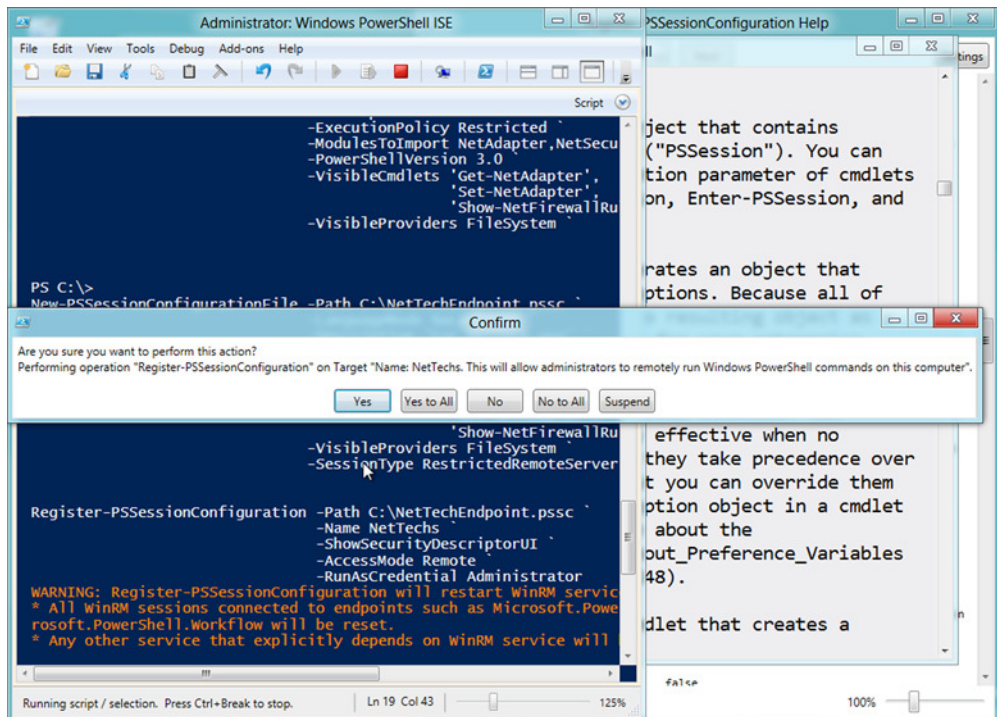 Administrator: Windows PowerShell ISE
PSSessionConfiguration Help
File Edit View Tools Debug Add-ons Help
Script
-ExecutionPolicy Restricted `
-ModulesToImport NetAdapter,NetSecu
-PowerShellVersion 3.0 `
-VisibleCmdlets 'Get-NetAdapter',
'Set-NetAdapter',
'Show-NetFirewallRu
-VisibleProviders FileSystem `
PS C:\>
New-PSSessionConfigurationFile -Path C:\NetTechEndpoint.pssc `
tings
ject that contains
("PSSession"). You can
tion parameter of cmdlets
on, Enter-PSSession, and
rates an object that
ptions. Because all of
Confirm
Are you sure you want to perform this action?
Performing operation "Register-PSSessionConfiguration" on Target "Name: NetTechs. This will allow administrators to remotely run Windows PowerShell commands on this computer".
Yes Yes to All No No to All Suspend
'Show-NetFirewallRu
-VisibleProviders FileSystem `
-SessionType RestrictedRemoteServer
Register-PSSessionConfiguration -Path C:\NetTechEndpoint.pssc `
-Name NetTechs `
-ShowSecurityDescriptorUI `
-AccessMode Remote `
-RunAsCredential Administrator
WARNING: Register-PSSessionConfiguration will restart WinRM servic
* All WinRM sessions connected to endpoints such as Microsoft.Powe
rosoft.PowerShell.Workflow will be reset.
* Any other service that explicitly depends on WinRM service will
effective when no
they take precedence over
t you can override them
ption object in a cmdlet
about the
out_Preference_Variables
48).
dlet that creates a
false
Running script / selection. Press Ctrl+Break to stop.
Ln 19 Col 43
125%
100%